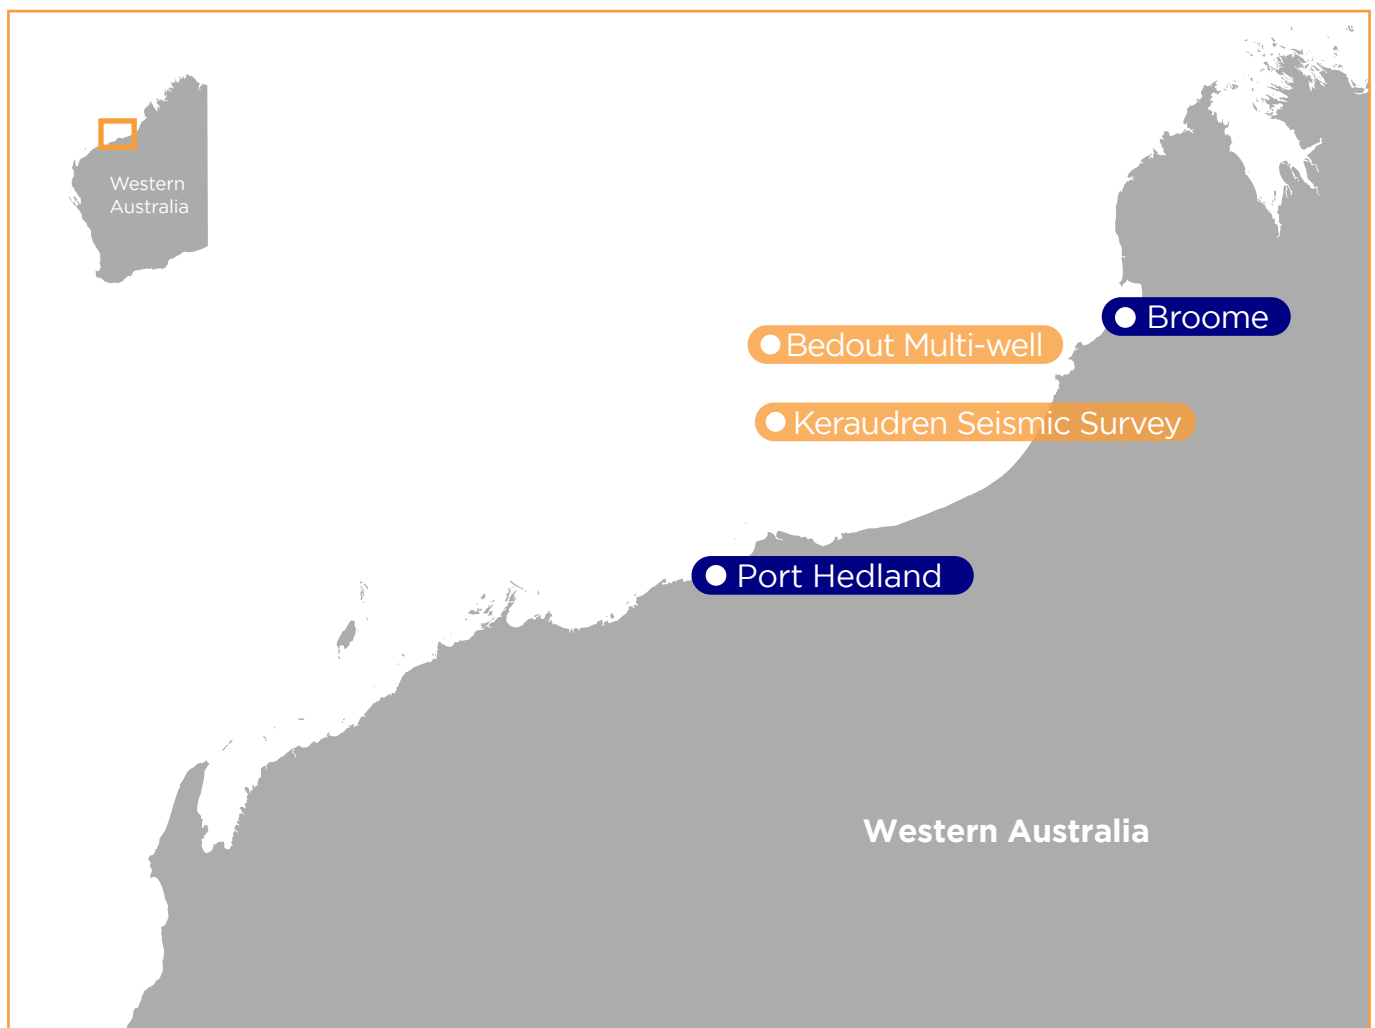 Western
Australia
Broome
Bedout Multi-well
Keraudren Seismic Survey
Port Hedland
Western Australia